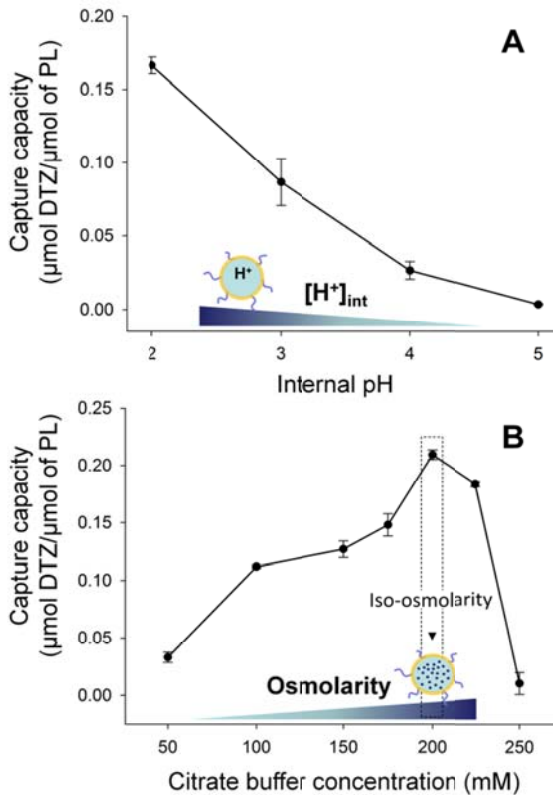 A
Capture capacity
(µmol DTZ/µmol of PL)
0.20
0.15
0.10
0.05
0.00
H⁺
[H⁺]int
2 3 4 5
Internal pH
B
Capture capacity
(µmol DTZ/µmol of PL)
0.25
0.20
0.15
0.10
0.05
0.00
Iso-osmolarity
Osmolarity
50 100 150 200 250
Citrate buffer concentration (mM)